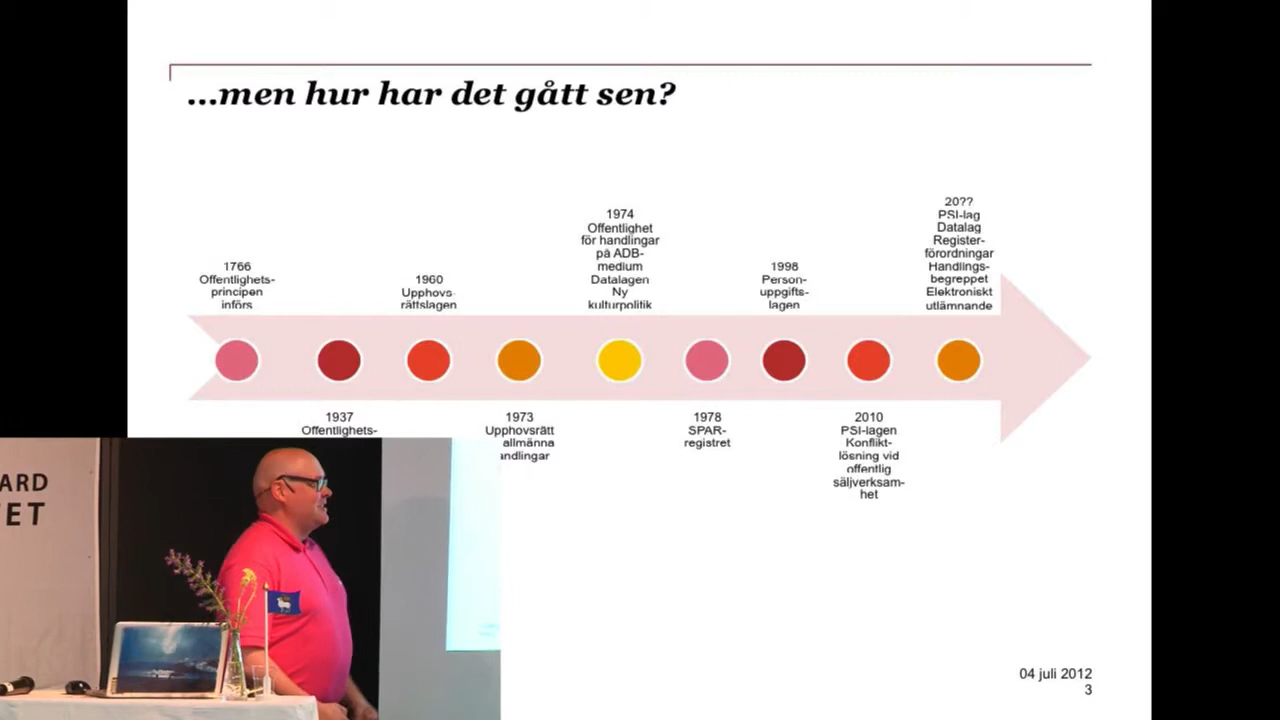 ...men hur har det gått sen?
1766
Offentlighets-
principen
införs
1960
Upphovs-
rättslagen
1974
Offentlighet
för handlingar
på ADB-
medium
Datalagen
Ny
kulturpolitik
1998
Person-
uppgifts-
lagen
20??
PSI-lag
Datalag
Register-
förordningar
Handlings-
begreppet
Elektroniskt
utlämnande
1937
Offentlighets-
1973
Upphovsrätt
allmänna
andlingar
1978
SPAR-
registret
2010
PSI-lagen
Konflikt-
lösning vid
offentlig
säljverksam-
het
ARD
ET
04 juli 2012
3